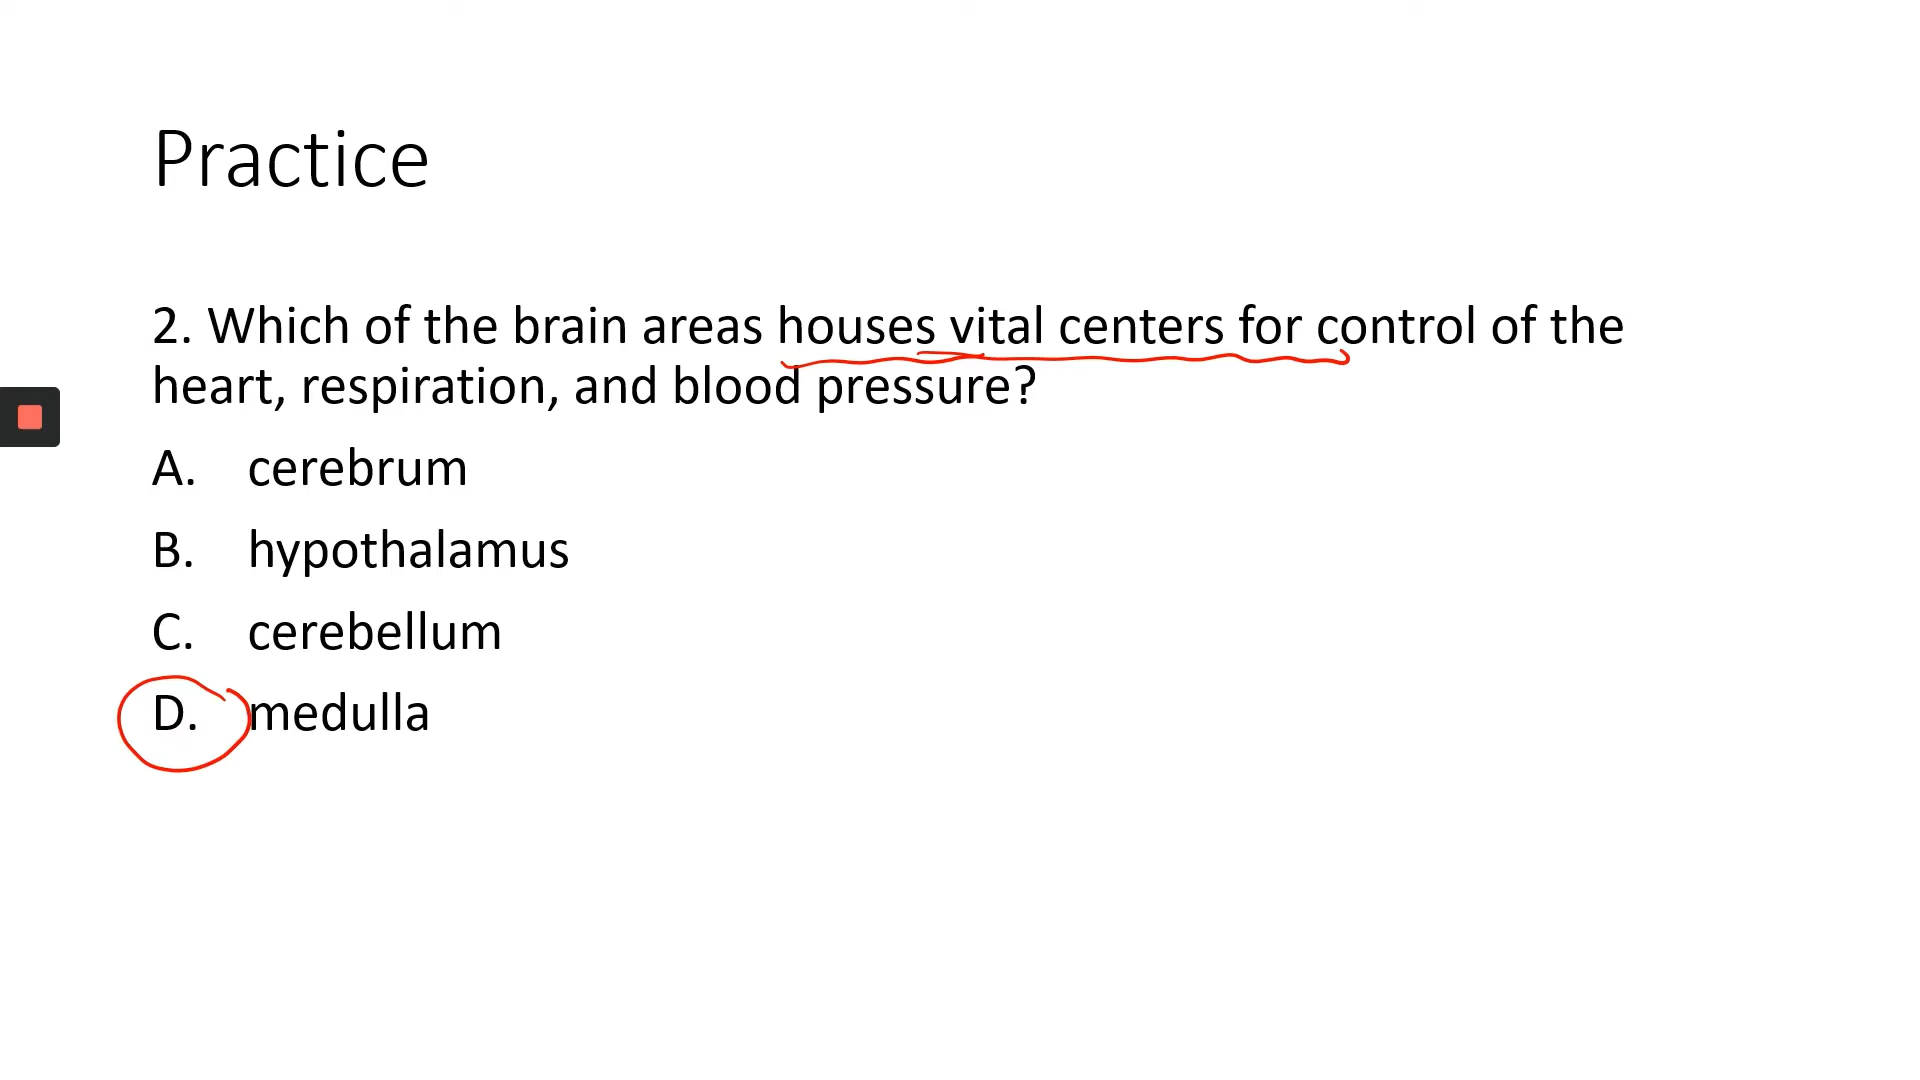 Practice
2. Which of the brain areas houses vital centers for control of the
heart, respiration, and blood pressure?
A. cerebrum
B. hypothalamus
C. cerebellum
D. medulla